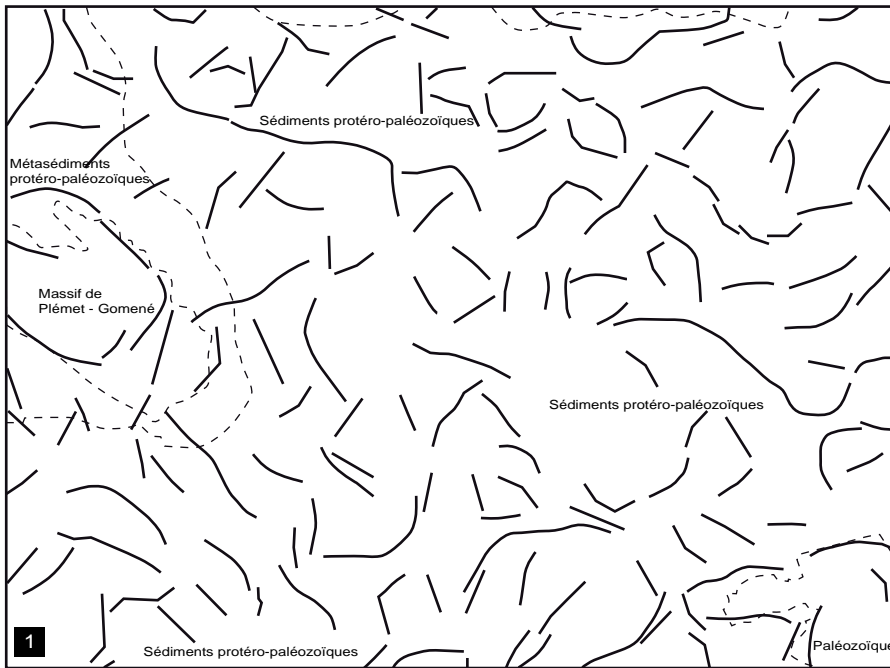 Sédiments protéro-paléozoïques
Métasédiments
protéro-paléozoïques
Massif de
Plémet - Gomené
Sédiments protéro-paléozoïques
1
Sédiments protéro-paléozoïques
Paléozoïque